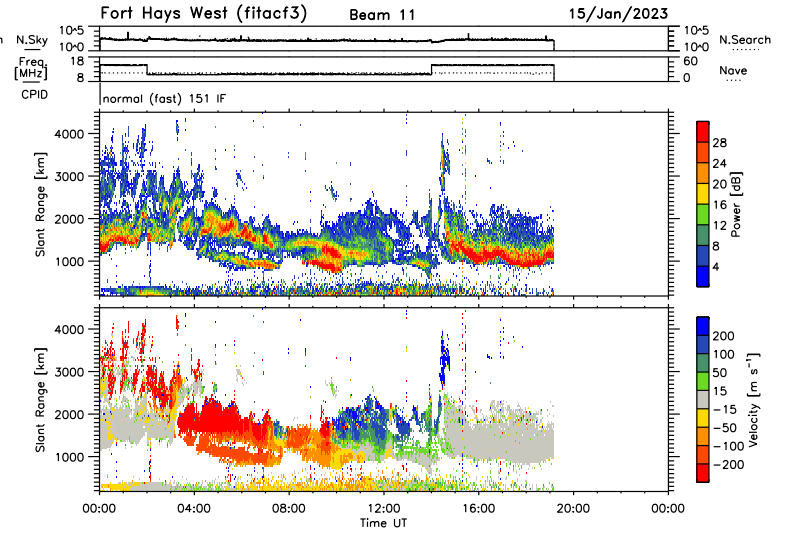 Fort Hays West (fitacf3) Beam 11 15/Jan/2023
N.Sky 10^5 10^0 10^5 10^0 N.Search
Freq. [MHz] 18 8 60 0 Nave
CPID normal (fast) 151 IF
Slant Range [km]
4000
3000
2000
1000
Power [dB]
28
24
20
16
12
8
4
Slant Range [km]
4000
3000
2000
1000
Velocity [m s⁻¹]
200
100
50
15
−15
−50
−100
−200
00:00 04:00 08:00 12:00 16:00 20:00 00:00
Time UT